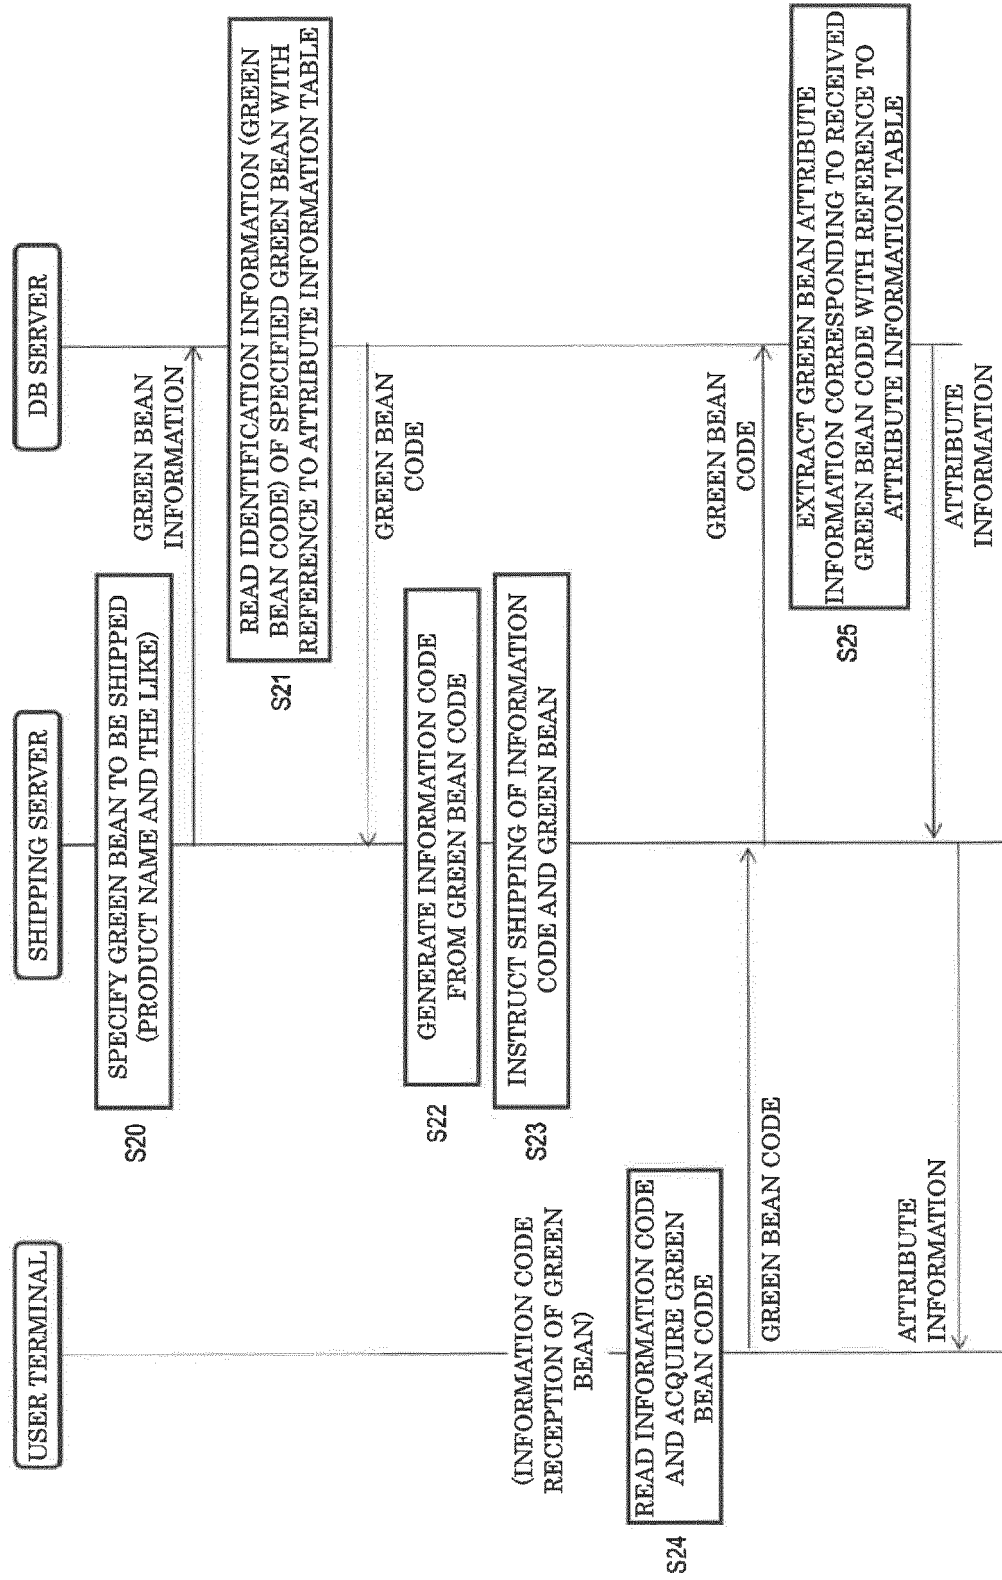 USER TERMINAL
SHIPPING SERVER
DB SERVER
S20
SPECIFY GREEN BEAN TO BE SHIPPED
(PRODUCT NAME AND THE LIKE)
GREEN BEAN
INFORMATION
S21
READ IDENTIFICATION INFORMATION (GREEN
BEAN CODE) OF SPECIFIED GREEN BEAN WITH
REFERENCE TO ATTRIBUTE INFORMATION TABLE
GREEN BEAN
CODE
S22
GENERATE INFORMATION CODE
FROM GREEN BEAN CODE
S23
INSTRUCT SHIPPING OF INFORMATION
CODE AND GREEN BEAN
(INFORMATION CODE
RECEPTION OF GREEN
BEAN)
S24
READ INFORMATION CODE
AND ACQUIRE GREEN
BEAN CODE
GREEN BEAN CODE
GREEN BEAN
CODE
S25
EXTRACT GREEN BEAN ATTRIBUTE
INFORMATION CORRESPONDING TO RECEIVED
GREEN BEAN CODE WITH REFERENCE TO
ATTRIBUTE INFORMATION TABLE
ATTRIBUTE
INFORMATION
ATTRIBUTE
INFORMATION